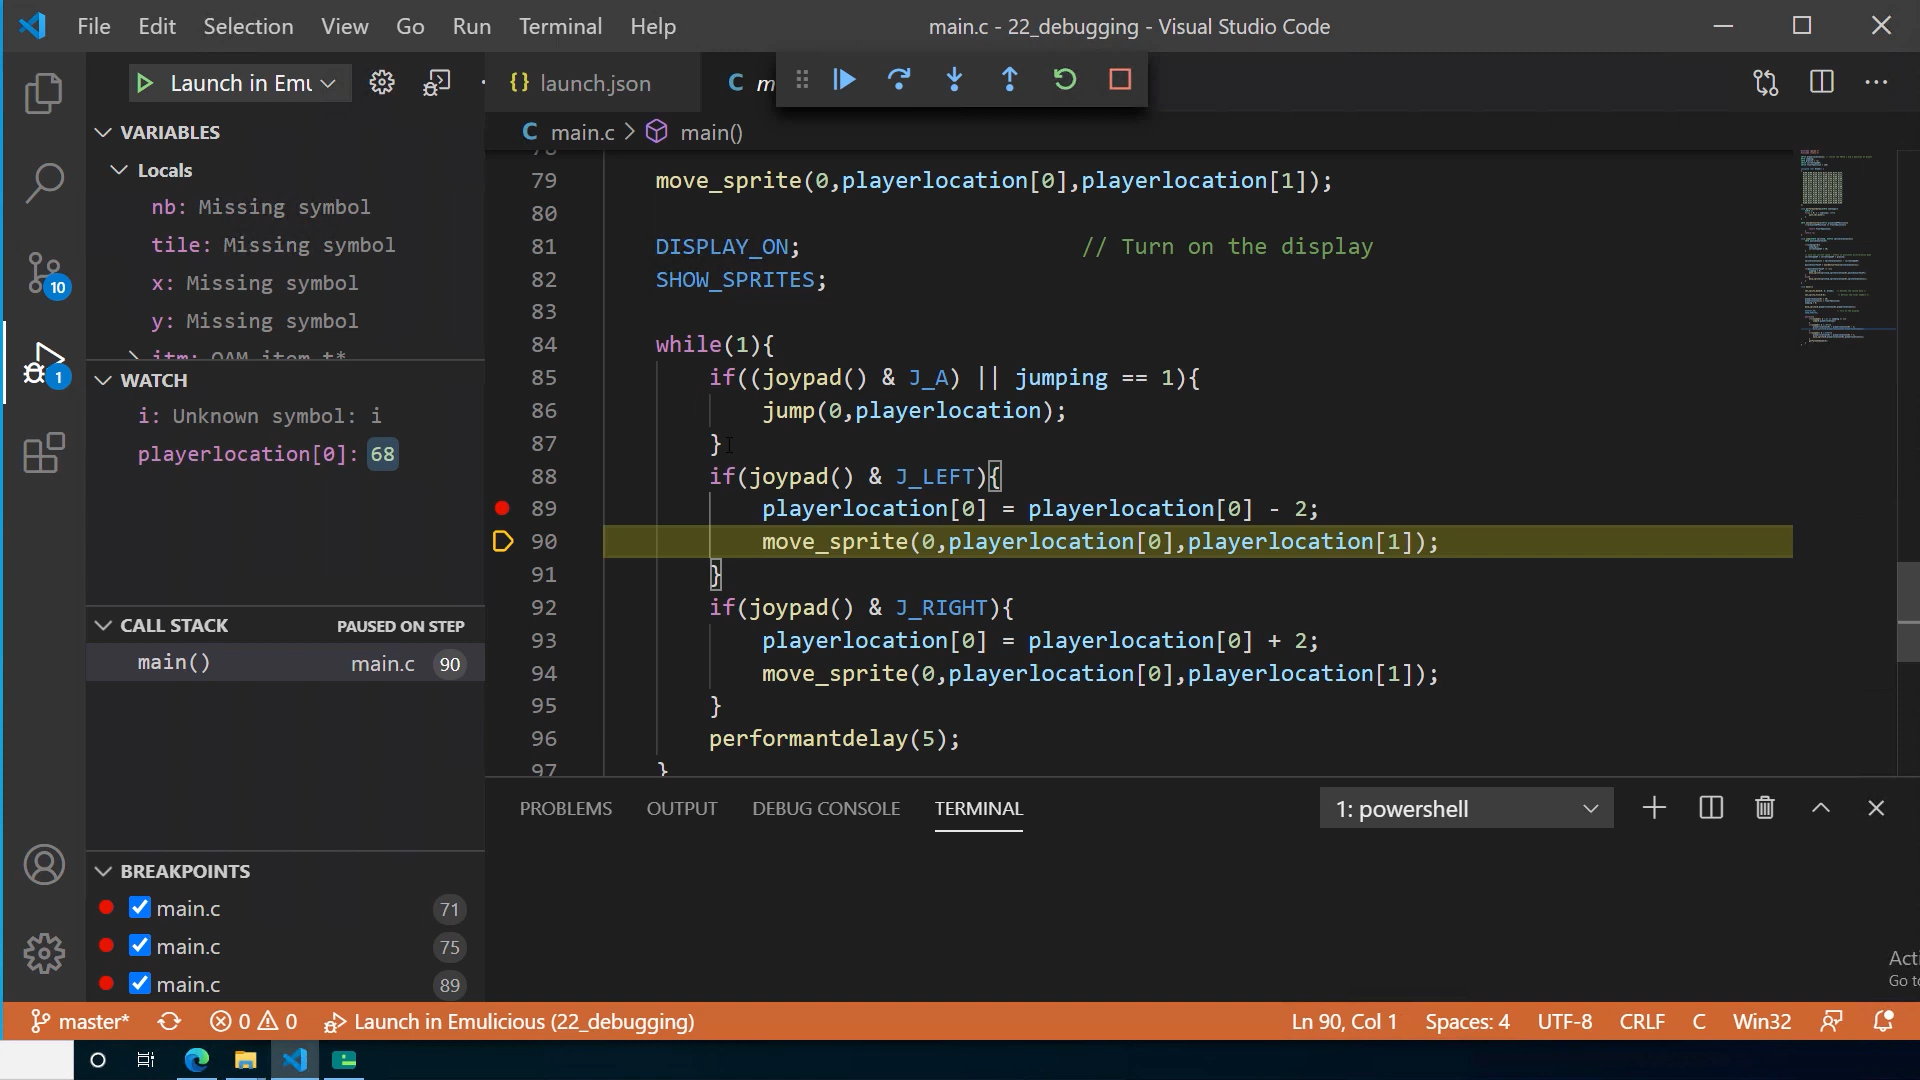 File Edit Selection View Go Run Terminal Help
main.c - 22_debugging - Visual Studio Code
Launch in Emu
launch.json
C m
VARIABLES
Locals
nb: Missing symbol
tile: Missing symbol
x: Missing symbol
y: Missing symbol
itm: OAM_item_t*
WATCH
i: Unknown symbol: i
playerlocation[0]: 68
CALL STACK PAUSED ON STEP
main() main.c 90
BREAKPOINTS
main.c 71
main.c 75
main.c 89
10
1
C main.c > main()
78
79 move_sprite(0,playerlocation[0],playerlocation[1]);
80
81 DISPLAY_ON; // Turn on the display
82 SHOW_SPRITES;
83
84 while(1){
85 if((joypad() & J_A) || jumping == 1){
86 jump(0,playerlocation);
87 }
88 if(joypad() & J_LEFT){
89 playerlocation[0] = playerlocation[0] - 2;
90 move_sprite(0,playerlocation[0],playerlocation[1]);
91 }
92 if(joypad() & J_RIGHT){
93 playerlocation[0] = playerlocation[0] + 2;
94 move_sprite(0,playerlocation[0],playerlocation[1]);
95 }
96 performantdelay(5);
97 }
PROBLEMS OUTPUT DEBUG CONSOLE TERMINAL
1: powershell
Acti
Go to
master* 0 0 Launch in Emulicious (22_debugging)
Ln 90, Col 1 Spaces: 4 UTF-8 CRLF C Win32